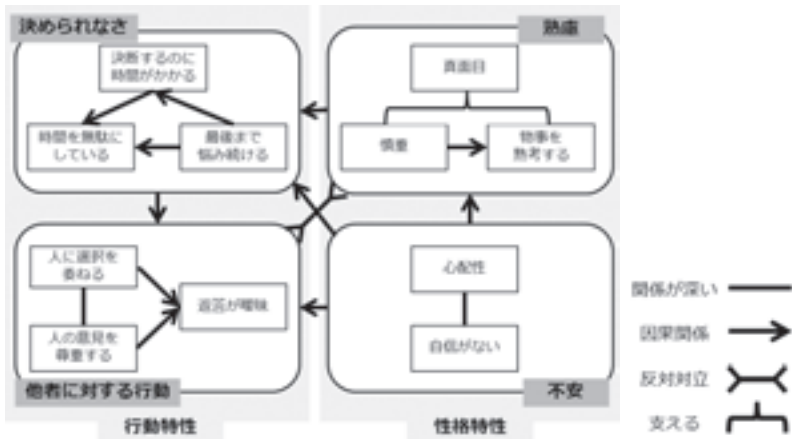 決められなさ
決断するのに
時間がかかる
時間を無駄に
している
最後まで
悩み続ける
熟慮
真面目
慎重
物事を
熟考する
人に選択を
委ねる
人の意見を
尊重する
返答が曖昧
他者に対する行動
心配性
自信がない
不安
行動特性
性格特性
関係が深い
因果関係
反対対立
支える